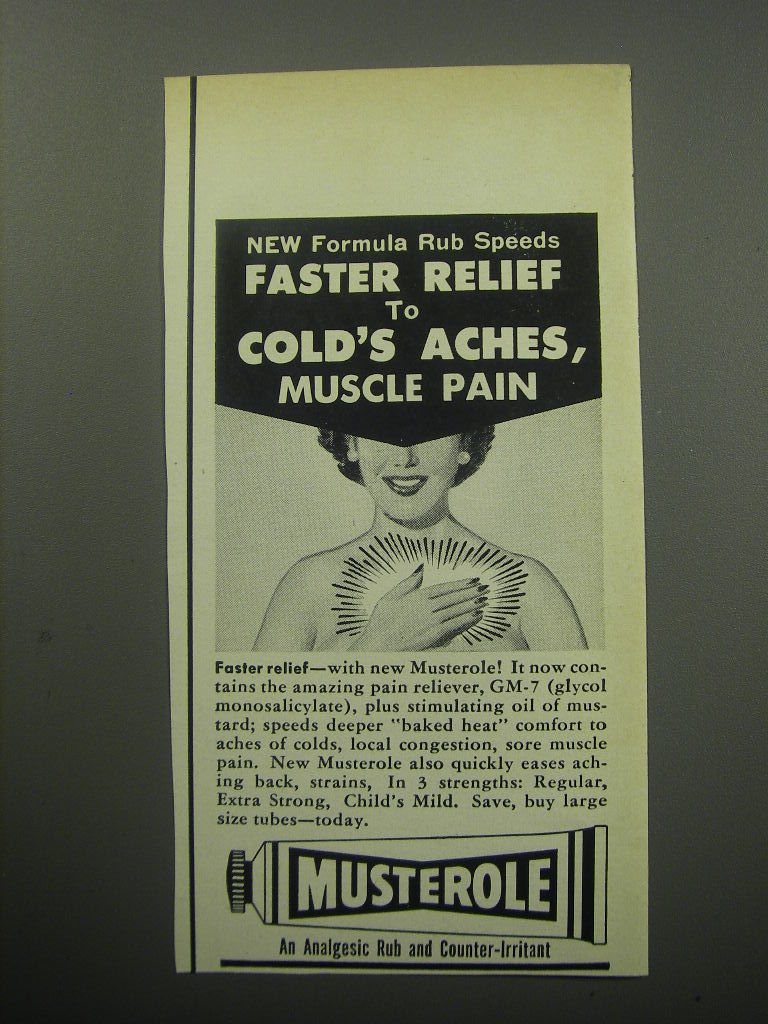 NEW Formula Rub Speeds
FASTER RELIEF
To
COLD'S ACHES,
MUSCLE PAIN
Faster relief—with new Musterole! It now con-
tains the amazing pain reliever, GM-7 (glycol
monosalicylate), plus stimulating oil of mus-
tard; speeds deeper "baked heat" comfort to
aches of colds, local congestion, sore muscle
pain. New Musterole also quickly eases ach-
ing back, strains, In 3 strengths: Regular,
Extra Strong, Child's Mild. Save, buy large
size tubes—today.
MUSTEROLE
An Analgesic Rub and Counter-Irritant